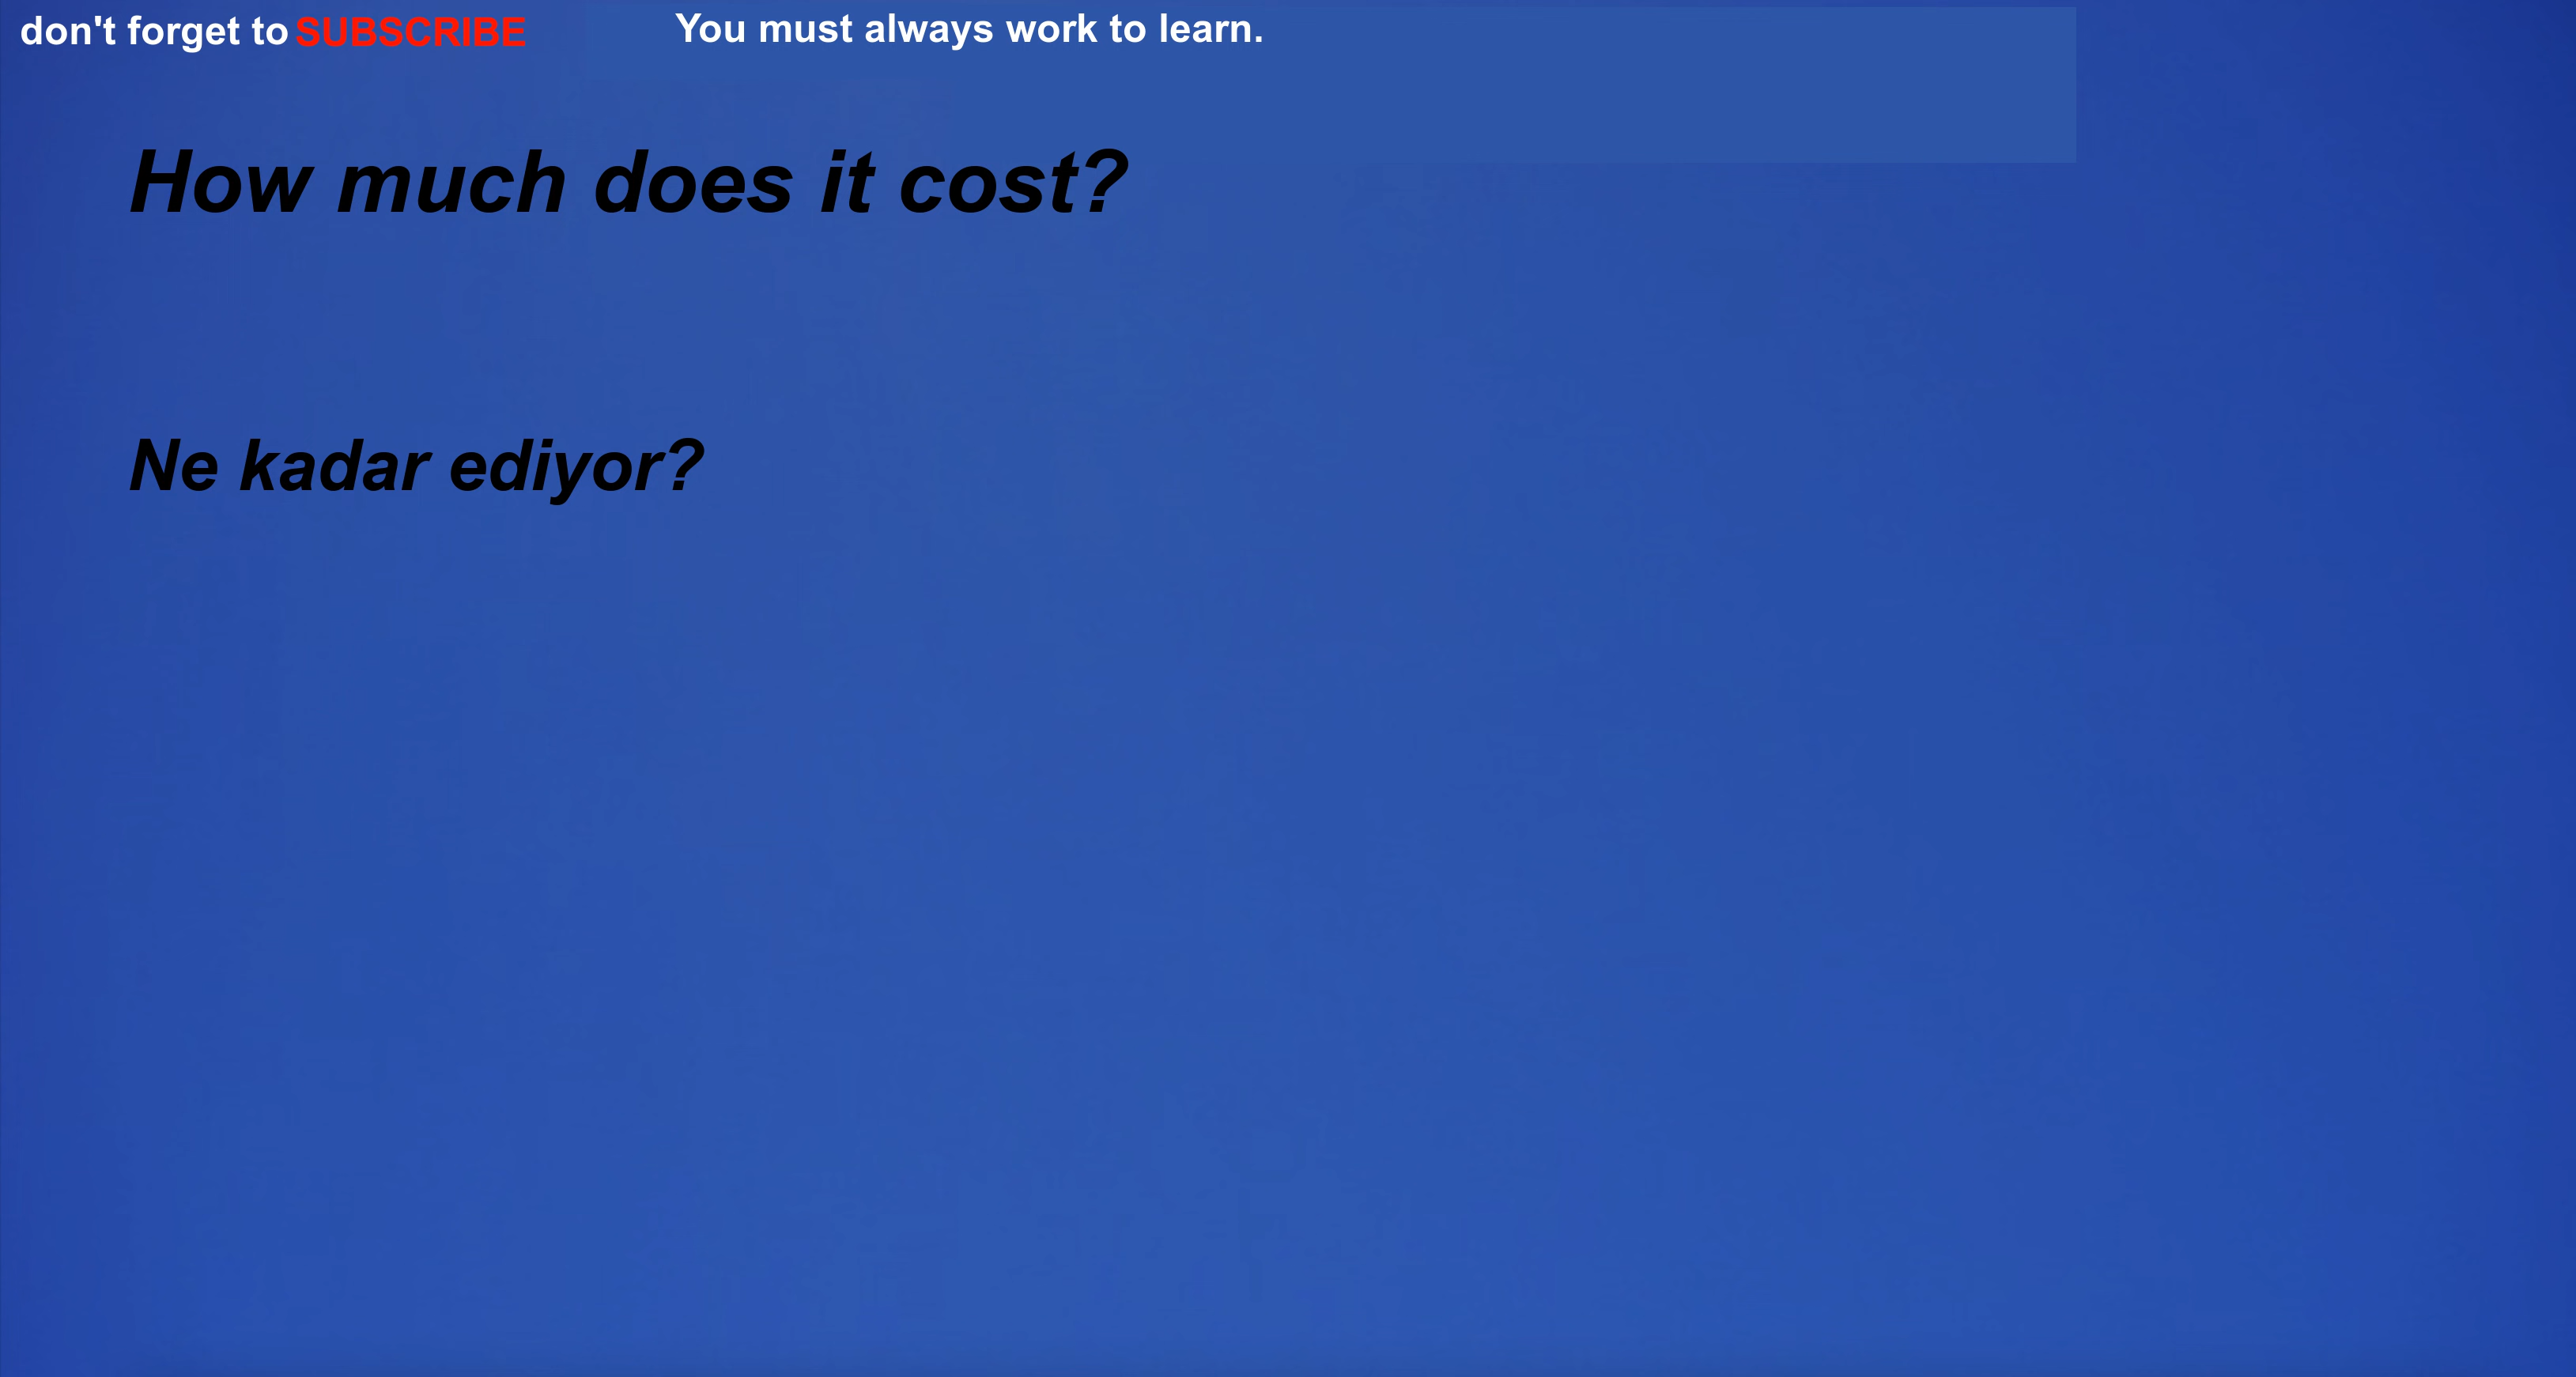 don't forget to SUBSCRIBE You must always work to learn.
How much does it cost?
Ne kadar ediyor?